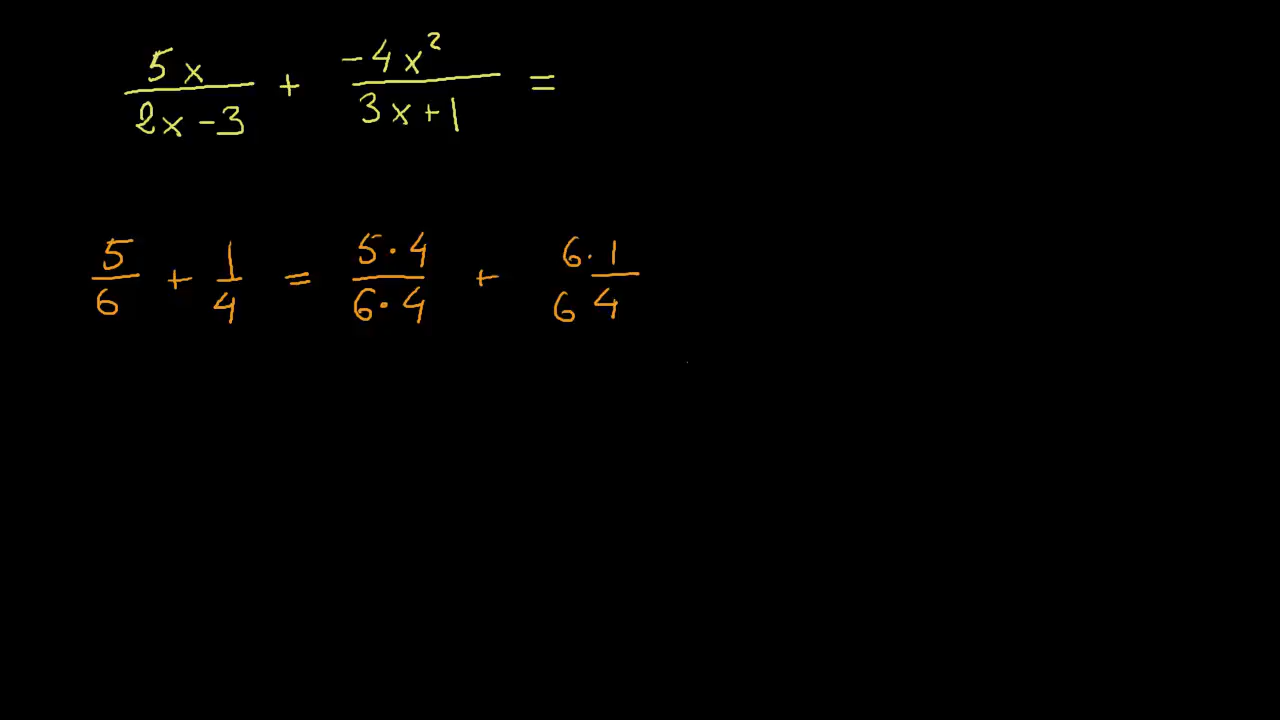 5x/(2x-3) + -4x²/(3x+1) =
5/6 + 1/4 = 5·4/6·4 + 6·1/6 4